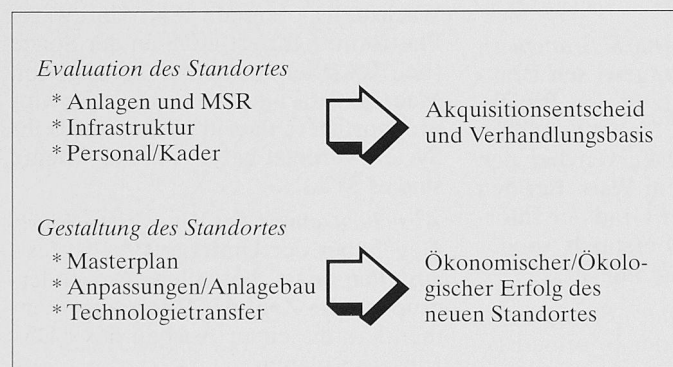 Evaluation des Standortes
* Anlagen und MSR
* Infrastruktur
* Personal/Kader
Akquisitionsentscheid
und Verhandlungsbasis
Gestaltung des Standortes
* Masterplan
* Anpassungen/Anlagebau
* Technologietransfer
Ökonomischer/Ökolo-
gischer Erfolg des
neuen Standortes